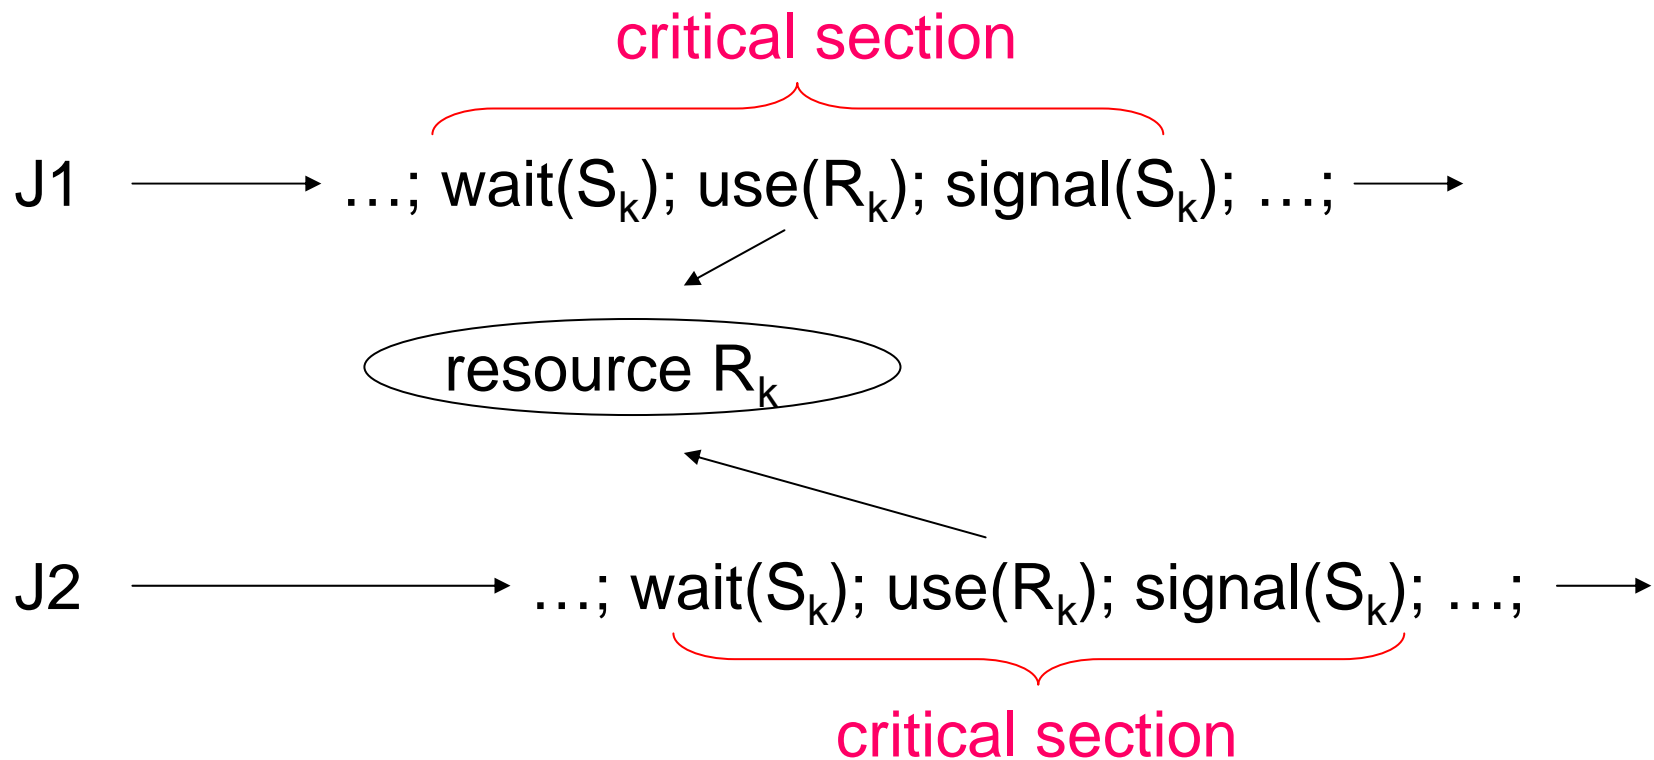 critical section
J1 …; wait(Sk); use(Rk); signal(Sk); …;
resource Rk
J2 …; wait(Sk); use(Rk); signal(Sk); …;
critical section